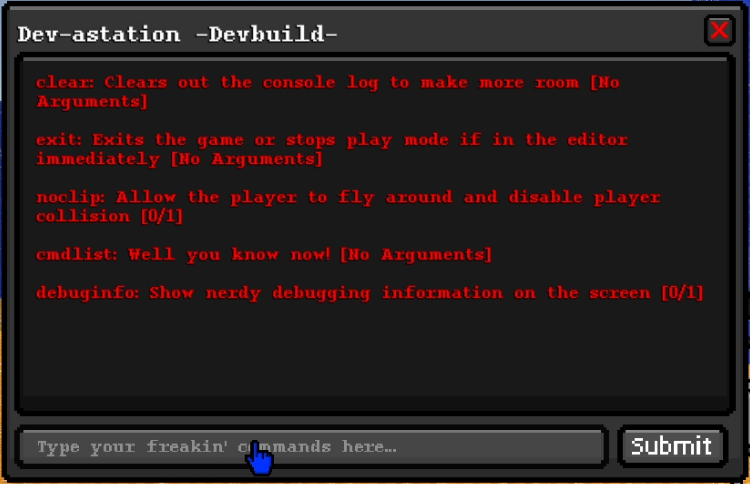 Dev-astation -Devbuild-
clear: Clears out the console log to make more room [No
Arguments]
exit: Exits the game or stops play mode if in the editor
immediately [No Arguments]
noclip: Allow the player to fly around and disable player
collision [0/1]
cmdlist: Well you know now! [No Arguments]
debuginfo: Show nerdy debugging information on the screen [0/1]
Type your freakin' commands here...
Submit